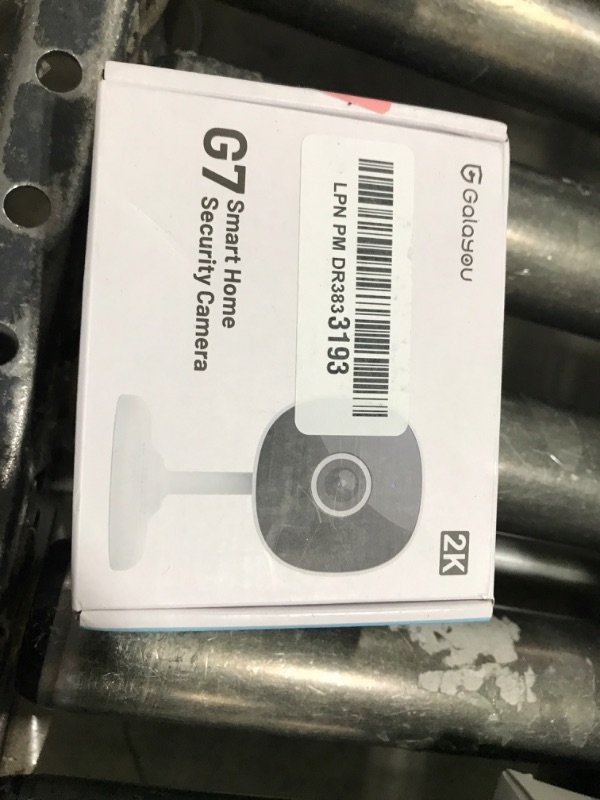 Galayou
LPN PM DR3833193
G7 Smart Home
Security Camera
2K